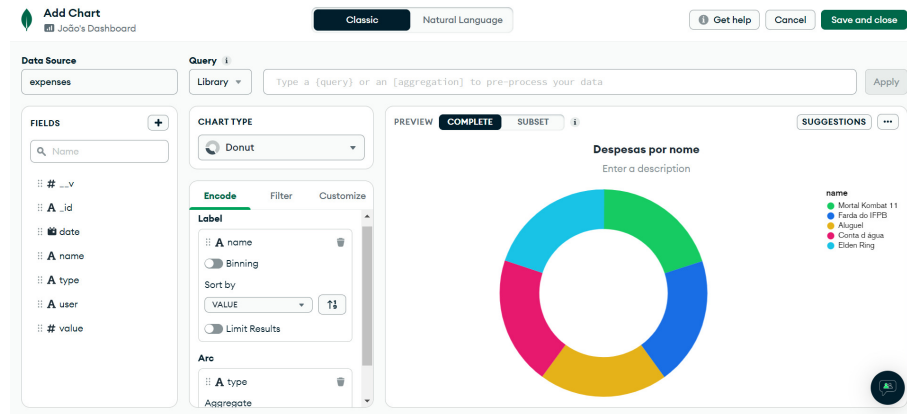 Add Chart
João's Dashboard
Classic
Natural Language
Get help
Cancel
Save and close
Data Source
expenses
Query
Library
Type a {query} or an [aggregation] to pre-process your data
Apply
FIELDS
Name
# __v
A _id
date
A name
A type
A user
# value
CHART TYPE
Donut
Encode
Filter
Customize
Label
A name
Binning
Sort by
VALUE
Limit Results
Arc
A type
Aggregate
PREVIEW
COMPLETE
SUBSET
SUGGESTIONS
Despesas por nome
Enter a description
name
Mortal Kombat 11
Farda do IFPB
Aluguel
Conta d água
Elden Ring